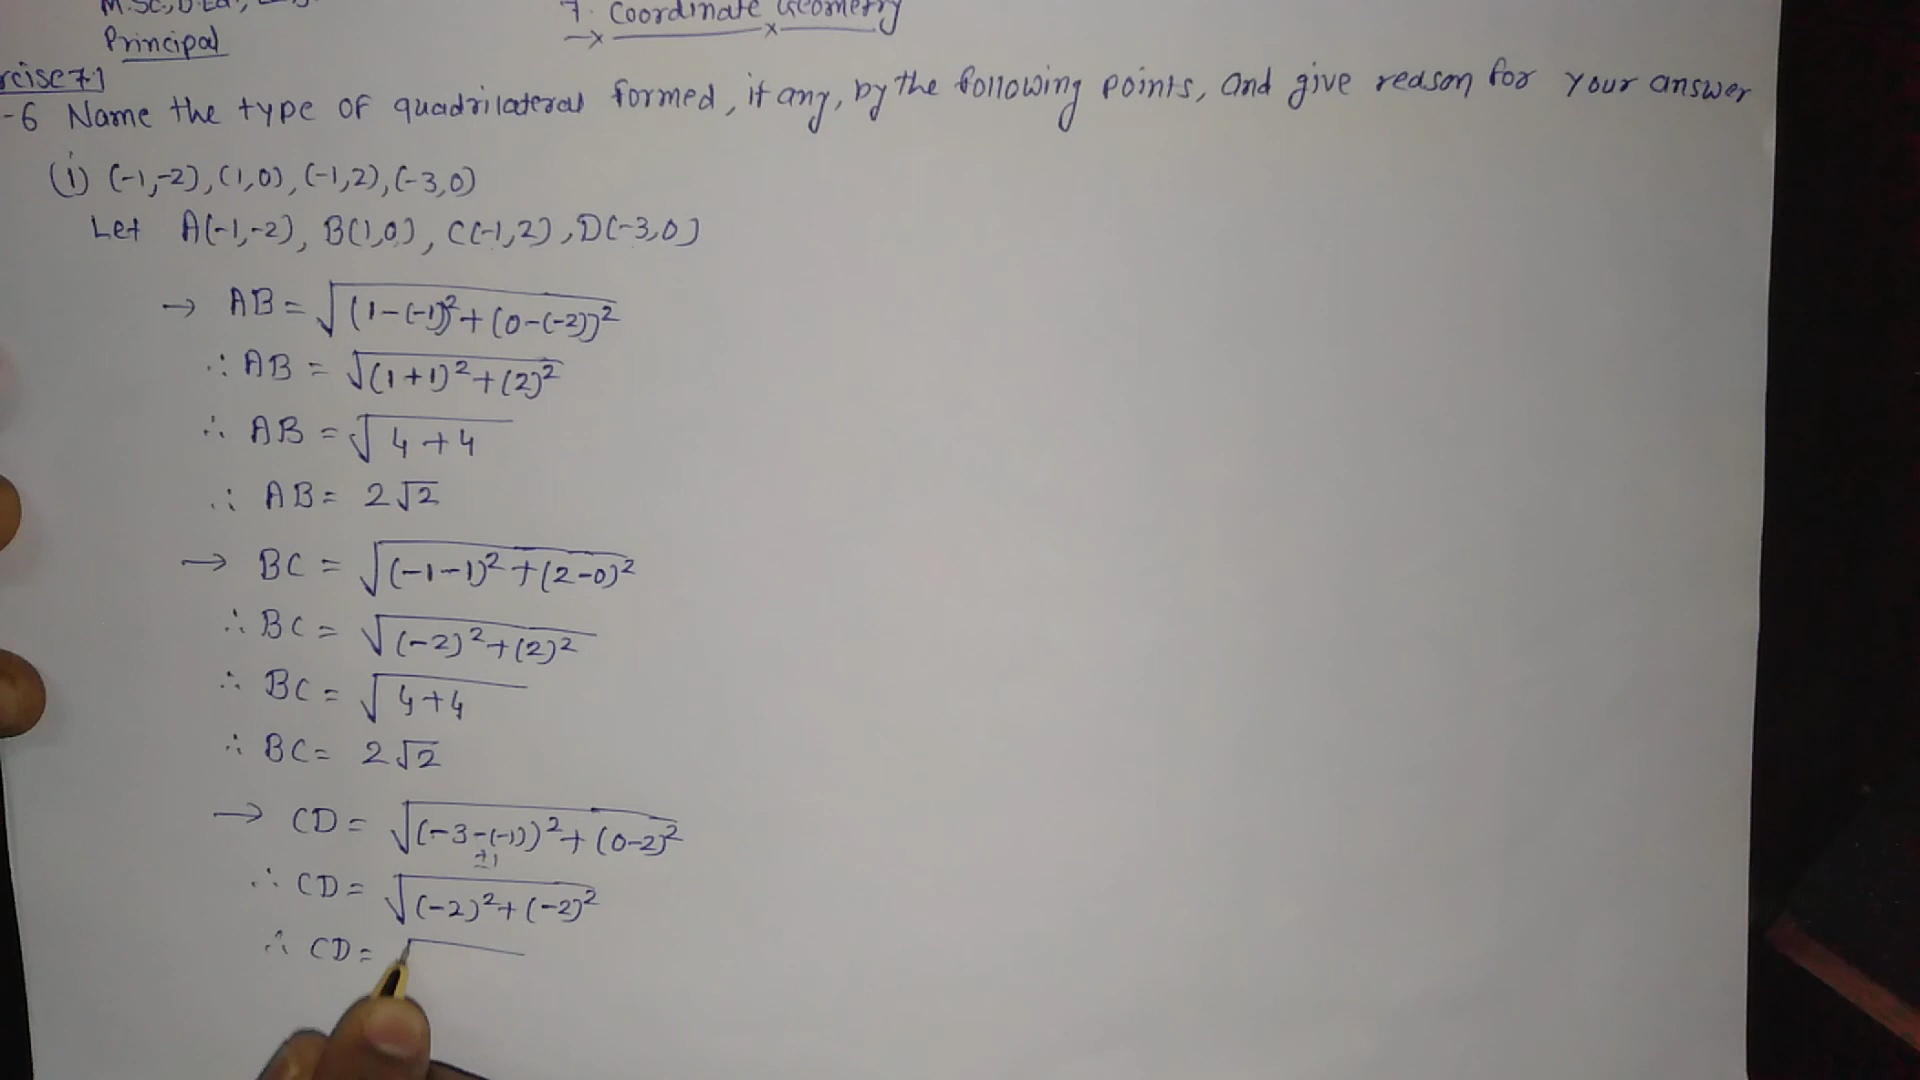 M.Sc., B.Ed.,
Principal
7. Coordinate Geometry
rcise 7.1
-6 Name the type of quadrilateral formed, if any, by the following points, and give reason for your answer
(i) (-1,-2), (1,0), (-1,2), (-3,0)
Let A(-1,-2), B(1,0), C(-1,2), D(-3,0)
→ AB = √(1-(-1))²+(0-(-2))²
∴ AB = √(1+1)²+(2)²
∴ AB = √4+4
∴ AB = 2√2
→ BC = √(-1-1)²+(2-0)²
∴ BC = √(-2)²+(2)²
∴ BC = √4+4
∴ BC = 2√2
→ CD = √(-3-(-1))²+(0-2)²
+1
∴ CD = √(-2)²+(-2)²
∴ CD = √